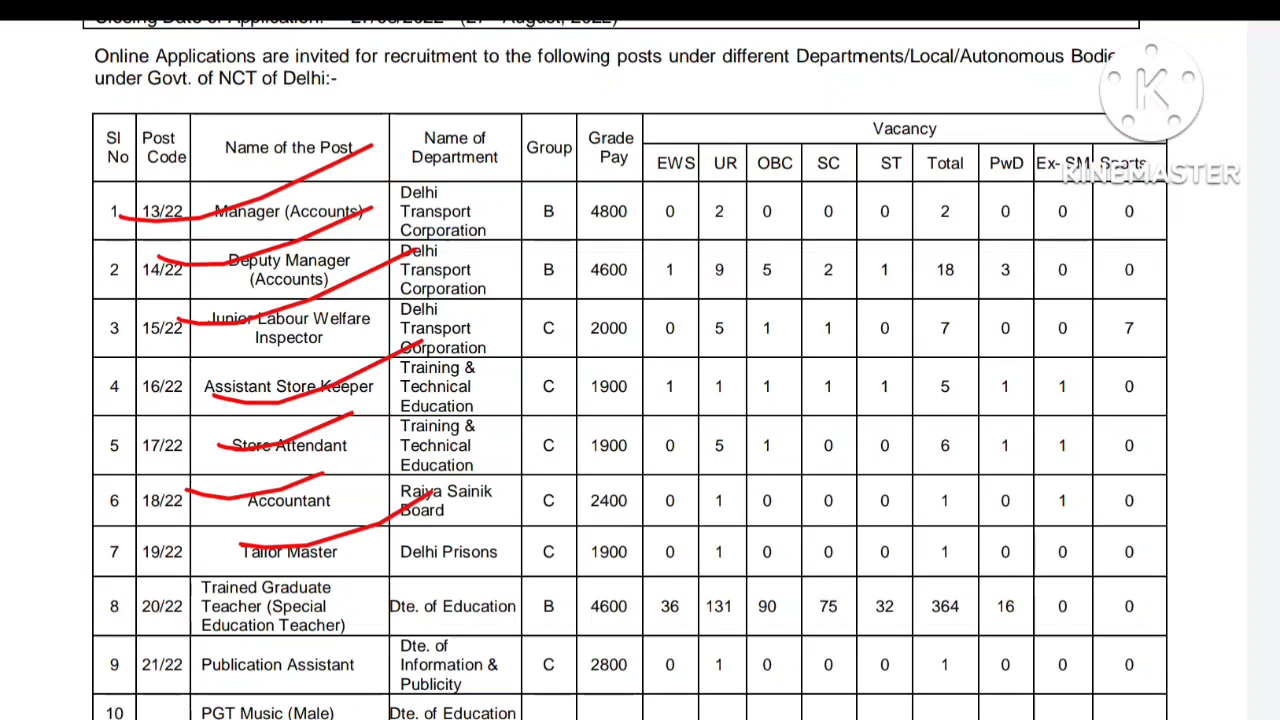 Closing Date of Application: 27/08/2022 (27 August, 2022)
Online Applications are invited for recruitment to the following posts under different Departments/Local/Autonomous Bodie
under Govt. of NCT of Delhi:-
Sl No Post Code Name of the Post Name of Department Group Grade Pay Vacancy
EWS UR OBC SC ST Total PwD Ex- SM Sports
KINEMASTER
1 13/22 Manager (Accounts) Delhi Transport Corporation B 4800 0 2 0 0 0 2 0 0 0
2 14/22 Deputy Manager (Accounts) Delhi Transport Corporation B 4600 1 9 5 2 1 18 3 0 0
3 15/22 Junior Labour Welfare Inspector Delhi Transport Corporation C 2000 0 5 1 1 0 7 0 0 7
4 16/22 Assistant Store Keeper Training & Technical Education C 1900 1 1 1 1 1 5 1 1 0
5 17/22 Store Attendant Training & Technical Education C 1900 0 5 1 0 0 6 1 1 0
6 18/22 Accountant Rajya Sainik Board C 2400 0 1 0 0 0 1 0 1 0
7 19/22 Tailor Master Delhi Prisons C 1900 0 1 0 0 0 1 0 0 0
8 20/22 Trained Graduate Teacher (Special Education Teacher) Dte. of Education B 4600 36 131 90 75 32 364 16 0 0
9 21/22 Publication Assistant Dte. of Information & Publicity C 2800 0 1 0 0 0 1 0 0 0
10 PGT Music (Male) Dte. of Education